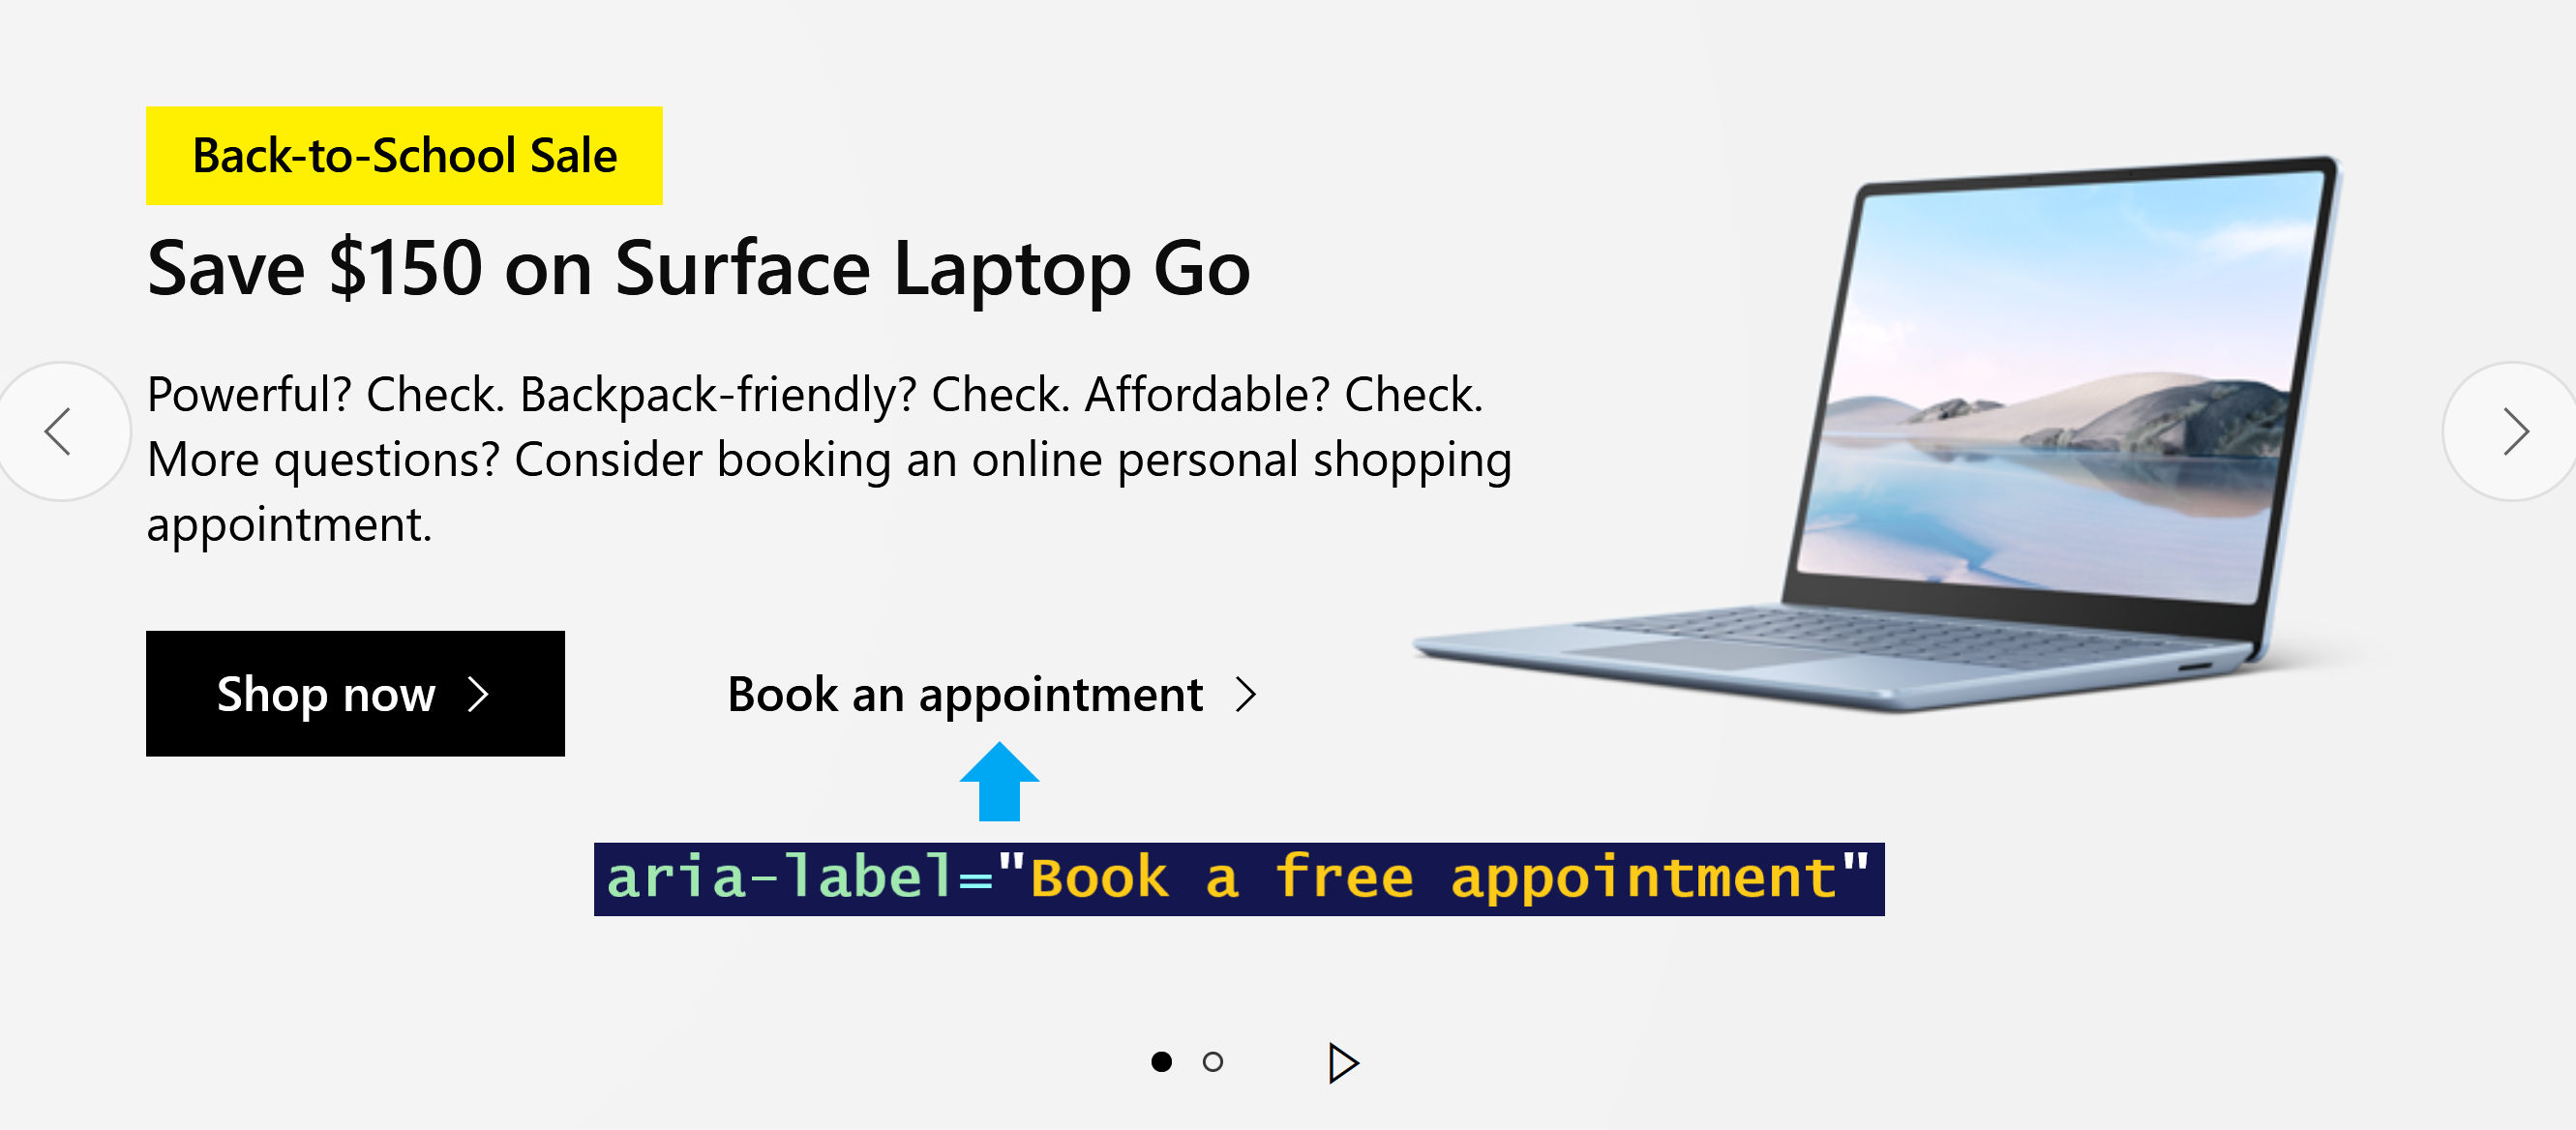 Back-to-School Sale
Save $150 on Surface Laptop Go
Powerful? Check. Backpack-friendly? Check. Affordable? Check.
More questions? Consider booking an online personal shopping
appointment.
Shop now
Book an appointment
aria-label="Book a free appointment"